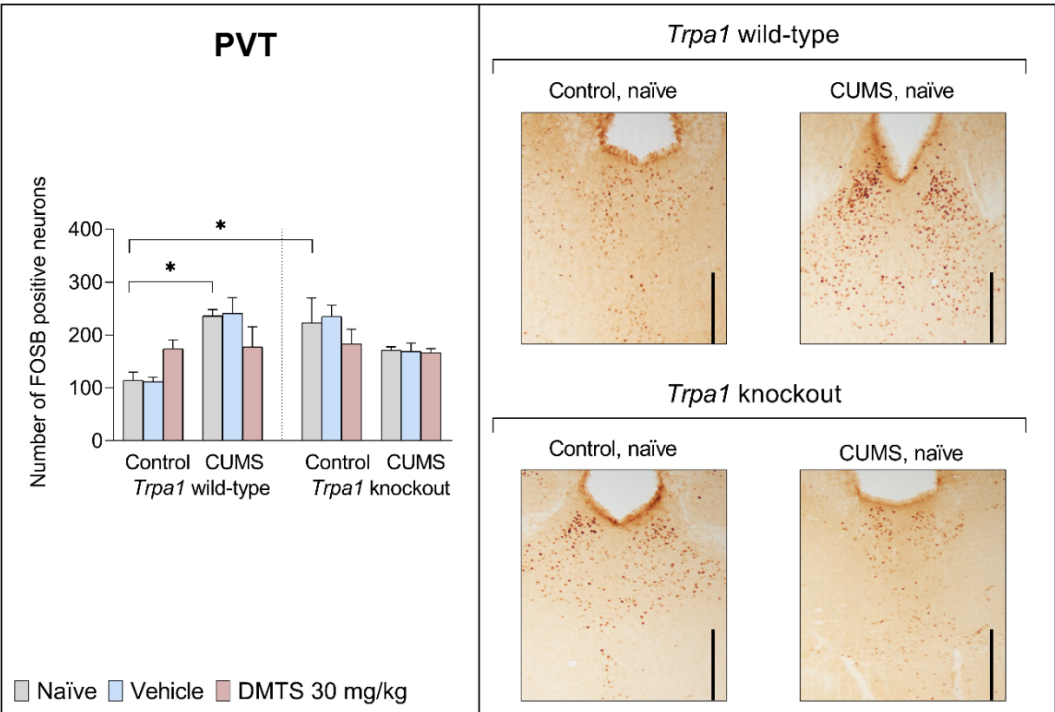 PVT
Number of FOSB positive neurons
400
300
200
100
0
*
*
Control CUMS Control CUMS
Trpa1 wild-type Trpa1 knockout
Naïve Vehicle DMTS 30 mg/kg
Trpa1 wild-type
Control, naïve CUMS, naïve
Trpa1 knockout
Control, naïve CUMS, naïve